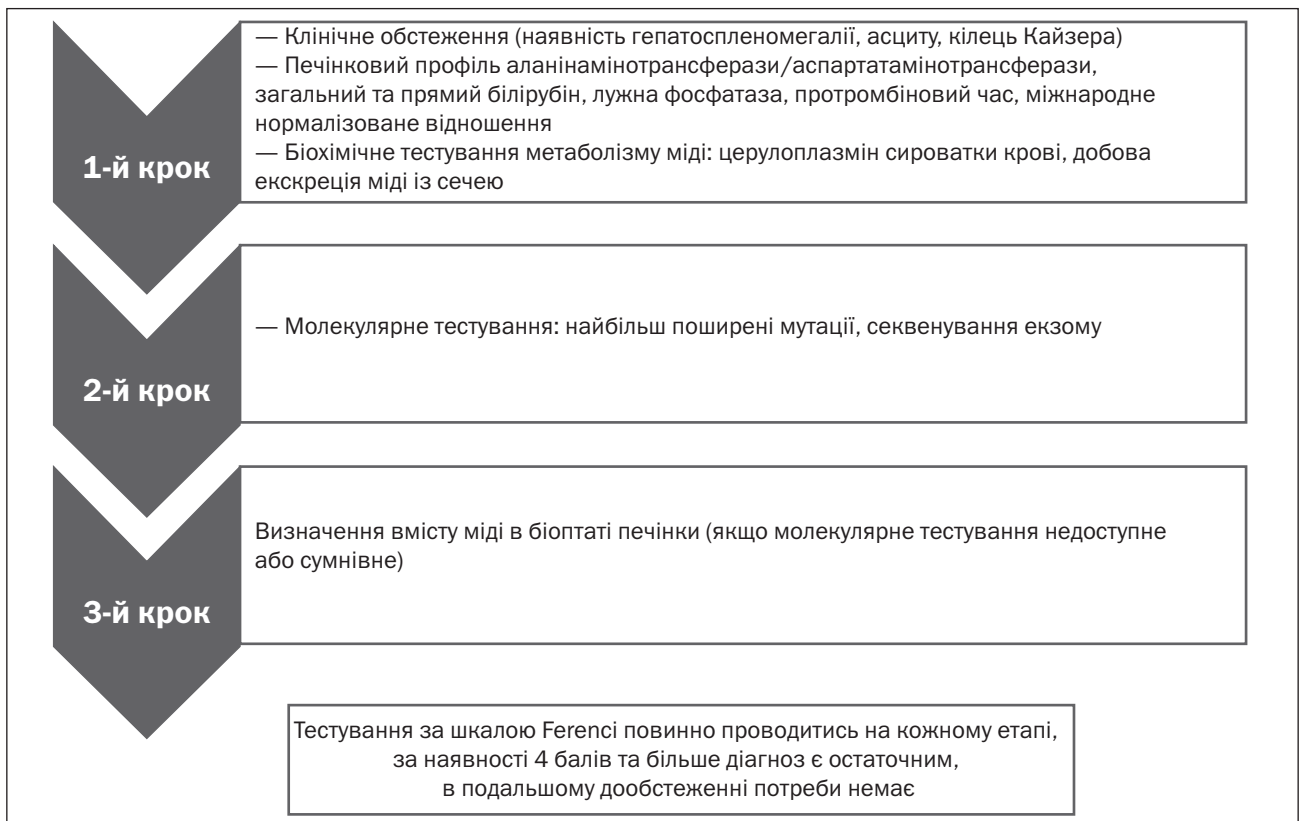 — Клінічне обстеження (наявність гепатоспленомегалії, асциту, кілець Кайзера)
— Печінковий профіль аланінамінотрансферази/аспартатамінотрансферази,
загальний та прямий білірубін, лужна фосфатаза, протромбіновий час, міжнародне
нормалізоване відношення
— Біохімічне тестування метаболізму міді: церулоплазмін сироватки крові, добова
екскреція міді із сечею
1-й крок
— Молекулярне тестування: найбільш поширені мутації, секвенування екзому
2-й крок
Визначення вмісту міді в біоптаті печінки (якщо молекулярне тестування недоступне
або сумнівне)
3-й крок
Тестування за шкалою Ferenci повинно проводитись на кожному етапі,
за наявності 4 балів та більше діагноз є остаточним,
в подальшому дообстеженні потреби немає